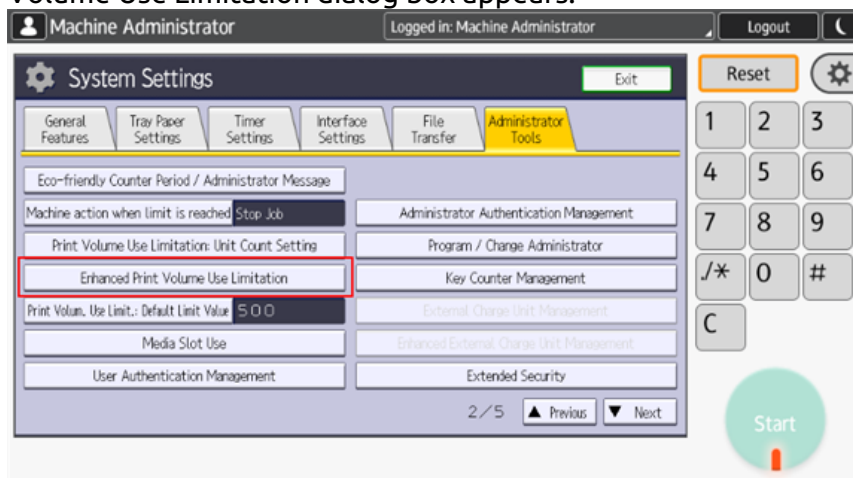 Volume Use Limitation dialog box appears.
Machine Administrator
Logged in: Machine Administrator
Logout
System Settings
Exit
Reset
General Features
Tray Paper Settings
Timer Settings
Interface Settings
File Transfer
Administrator Tools
Eco-friendly Counter Period / Administrator Message
Machine action when limit is reached Stop Job
Administrator Authentication Management
Print Volume Use Limitation: Unit Count Setting
Program / Change Administrator
Enhanced Print Volume Use Limitation
Key Counter Management
Print Volum. Use Limit.: Default Limit Value 500
External Charge Unit Management
Media Slot Use
Enhanced External Charge Unit Management
User Authentication Management
Extended Security
2/5 ▲ Previous ▼ Next
1 2 3
4 5 6
7 8 9
./* 0 #
C
Start